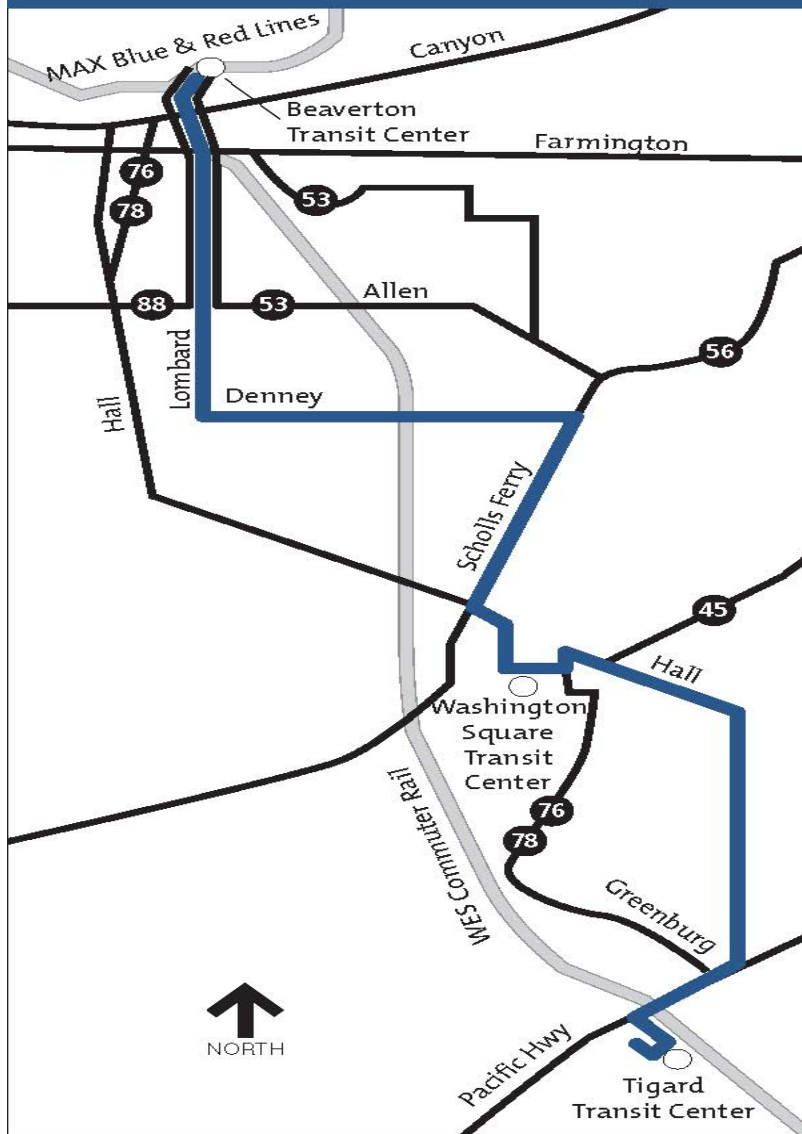 MAX Blue & Red Lines
Canyon
Beaverton
Transit Center
Farmington
76
78
53
88
53
Allen
56
Lombard
Hall
Denney
Scholls Ferry
45
Hall
Washington
Square
Transit
Center
WES Commuter Rail
76
78
Greenburg
NORTH
Pacific Hwy
Tigard
Transit Center